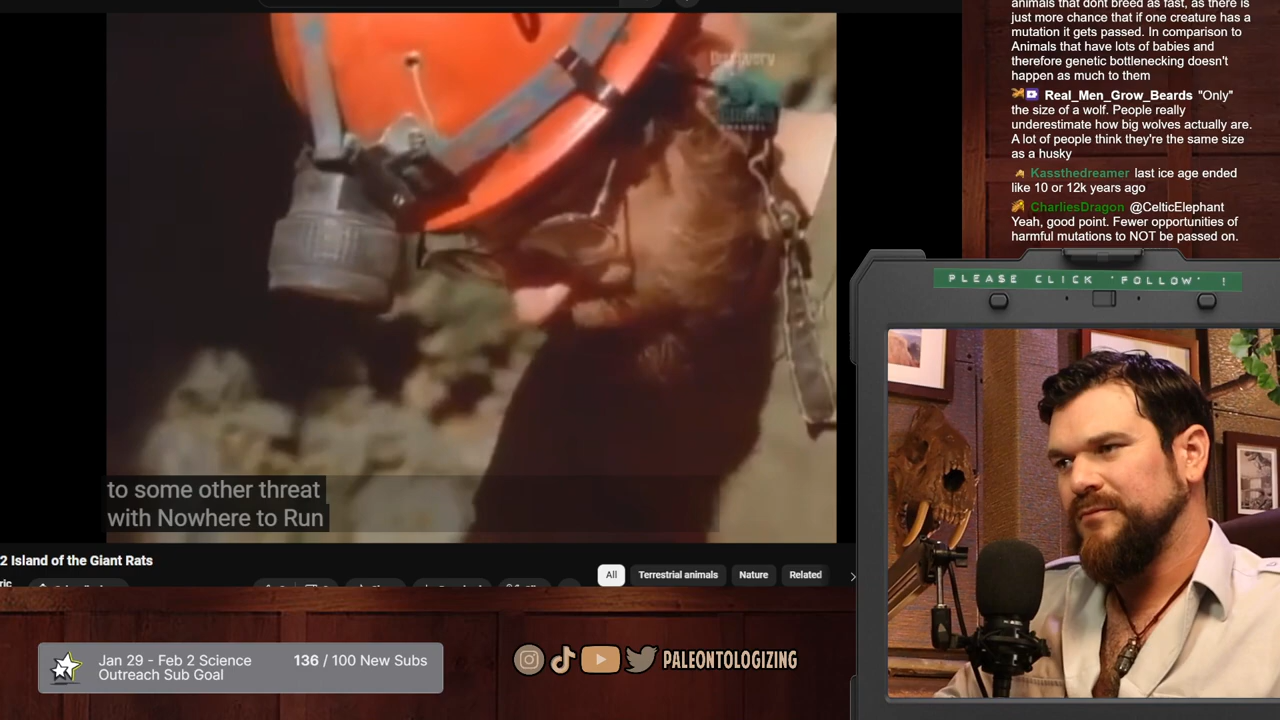 animals that dont breed as fast, as there is
just more chance that if one creature has a
mutation it gets passed. In comparison to
Animals that have lots of babies and
therefore genetic bottlenecking doesn't
happen as much to them
Real_Men_Grow_Beards "Only"
the size of a wolf. People really
underestimate how big wolves actually are.
A lot of people think they're the same size
as a husky
Kassthedreamer last ice age ended
like 10 or 12k years ago
CharliesDragon @CelticElephant
Yeah, good point. Fewer opportunities of
harmful mutations to NOT be passed on.
Discovery
CHANNEL
PLEASE CLICK 'FOLLOW' !
to some other threat
with Nowhere to Run
2 Island of the Giant Rats
All
Terrestrial animals
Nature
Related
Jan 29 - Feb 2 Science
Outreach Sub Goal
136 / 100 New Subs
PALEONTOLOGIZING